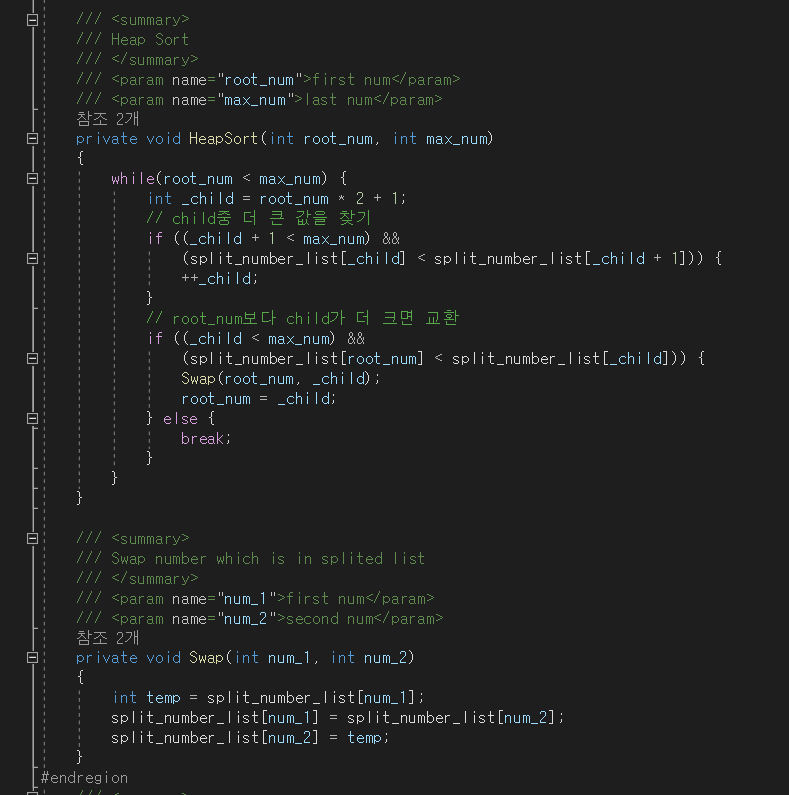 /// <summary>
/// Heap Sort
/// </summary>
/// <param name="root_num">first num</param>
/// <param name="max_num">last num</param>
참조 2개
private void HeapSort(int root_num, int max_num)
{
while(root_num < max_num) {
int _child = root_num * 2 + 1;
// child중 더 큰 값을 찾기
if ((_child + 1 < max_num) &&
(split_number_list[_child] < split_number_list[_child + 1])) {
++_child;
}
// root_num보다 child가 더 크면 교환
if ((_child < max_num) &&
(split_number_list[root_num] < split_number_list[_child])) {
Swap(root_num, _child);
root_num = _child;
} else {
break;
}
}
}
/// <summary>
/// Swap number which is in splited list
/// </summary>
/// <param name="num_1">first num</param>
/// <param name="num_2">second num</param>
참조 2개
private void Swap(int num_1, int num_2)
{
int temp = split_number_list[num_1];
split_number_list[num_1] = split_number_list[num_2];
split_number_list[num_2] = temp;
}
#endregion